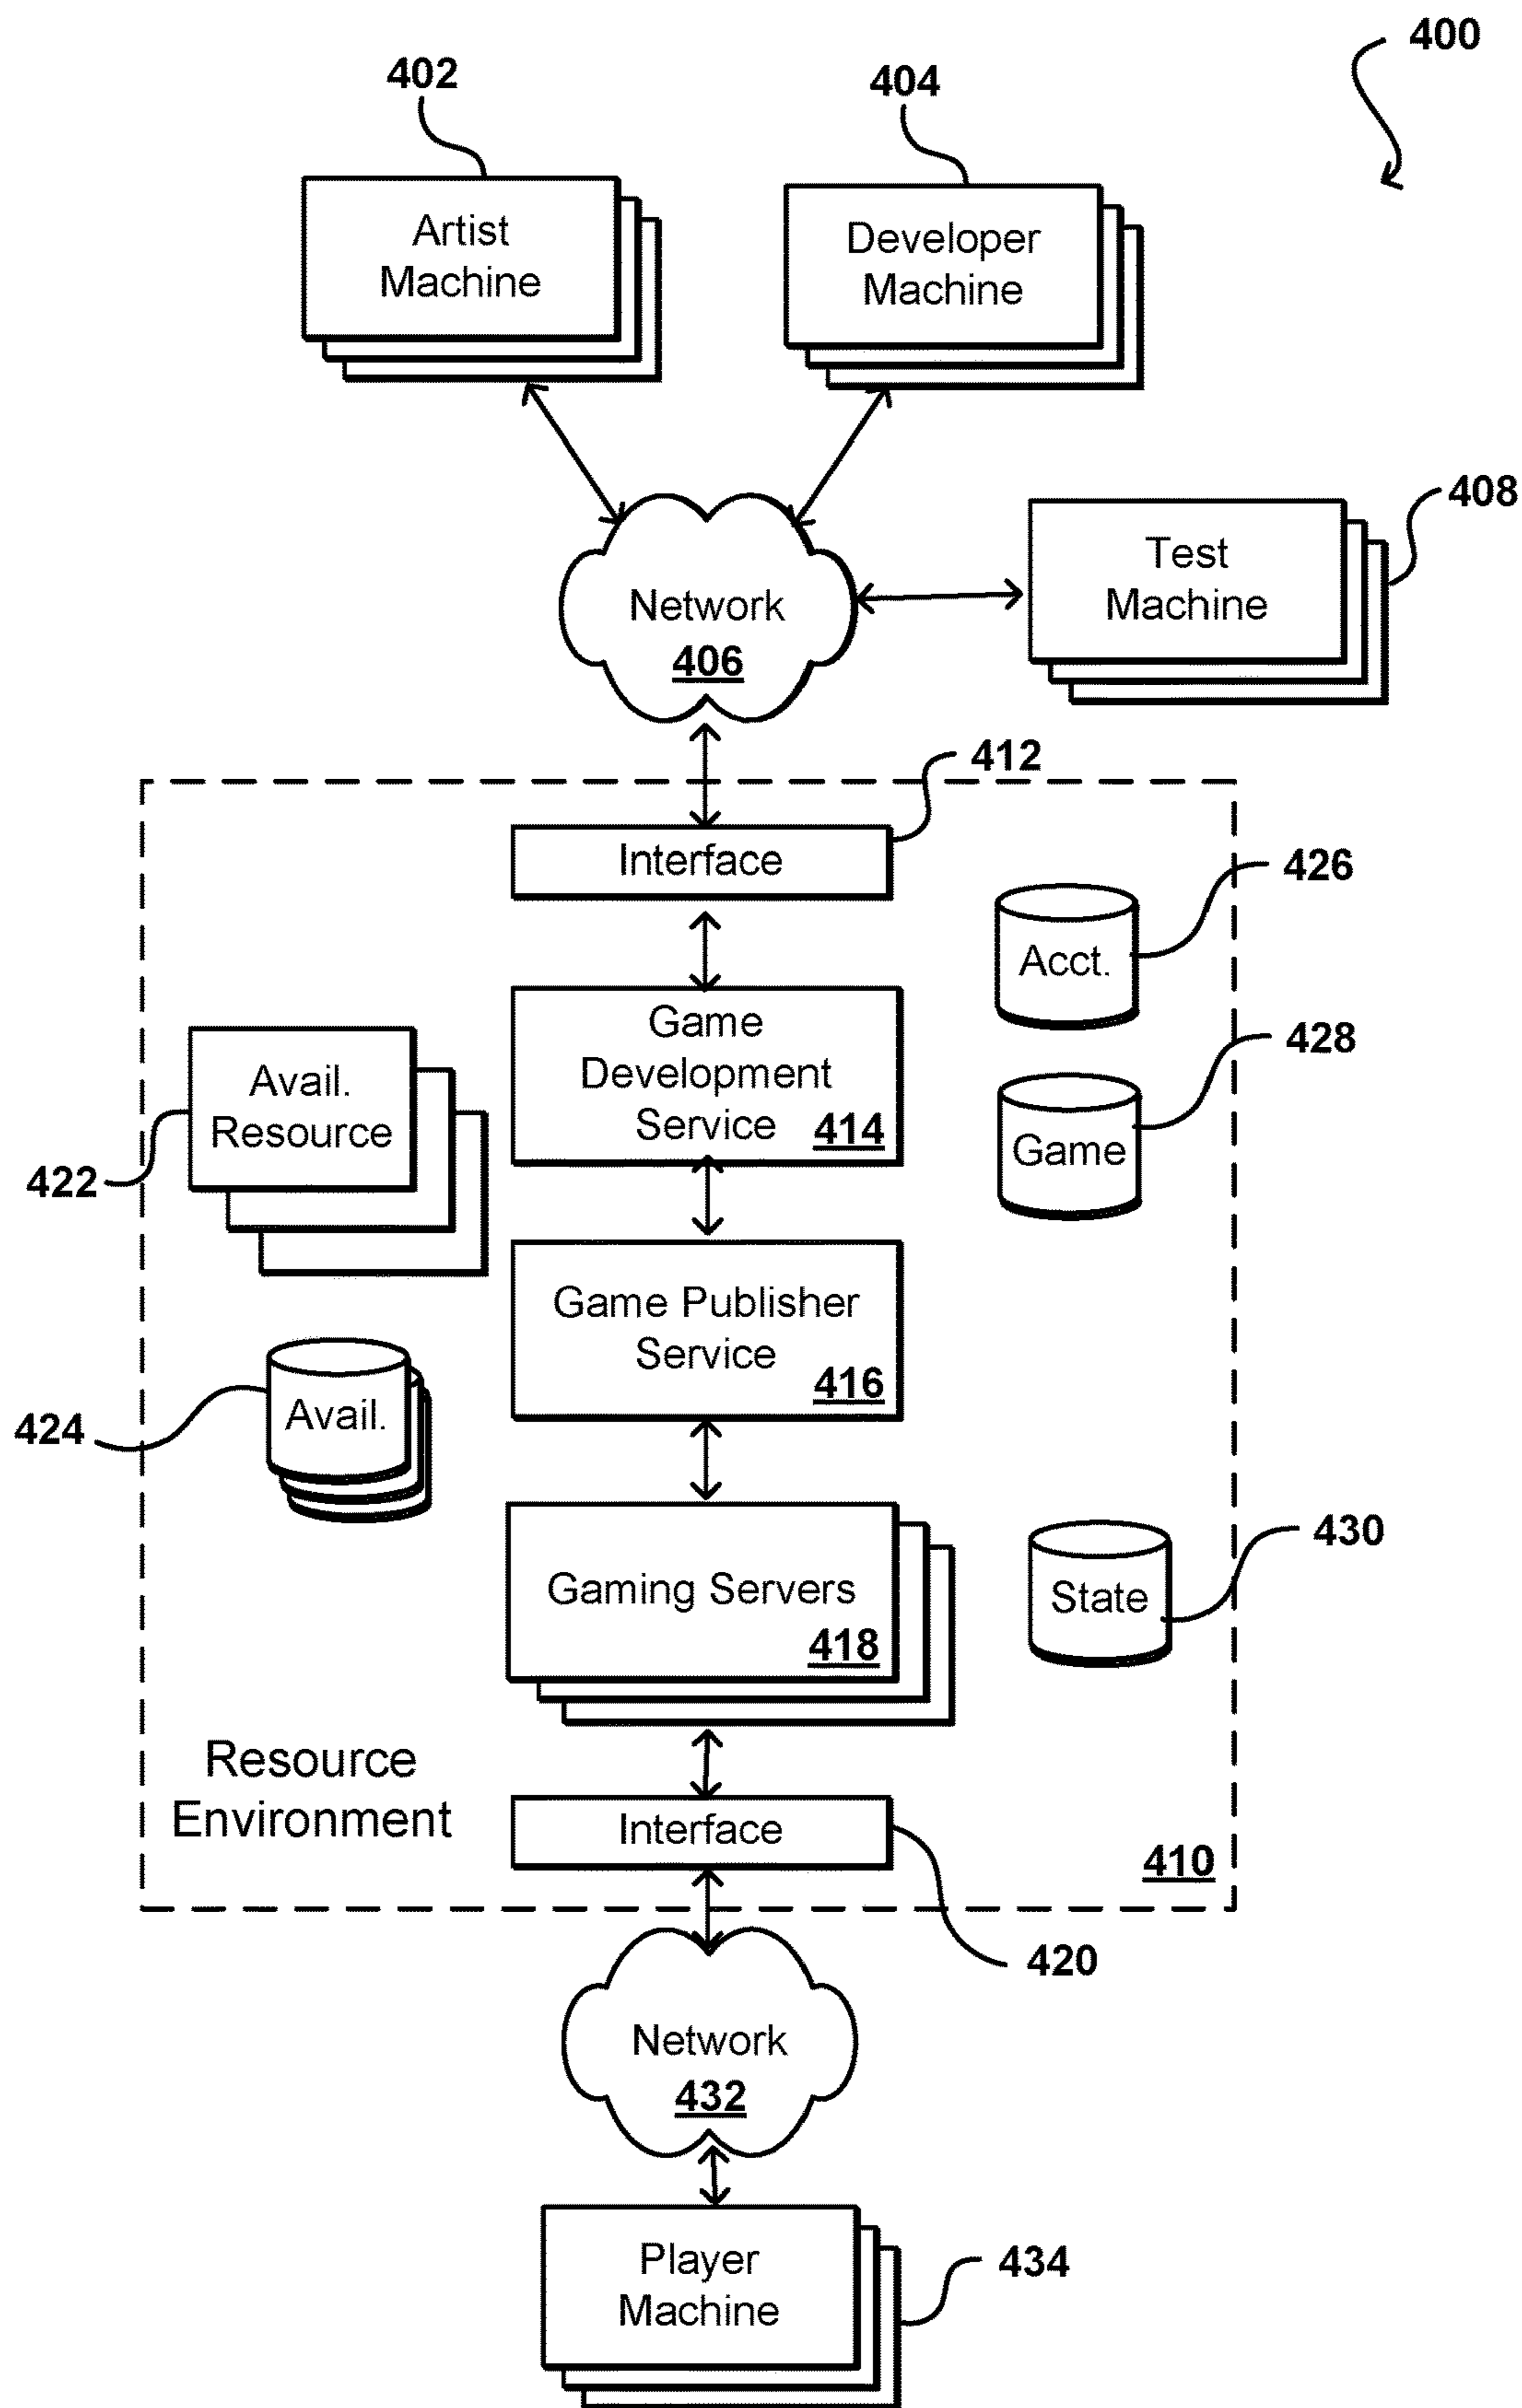 400
402
404
Artist
Machine
Developer
Machine
408
Test
Machine
Network
406
412
Interface
426
Acct.
Game
Development
Service 414
428
Game
Avail.
Resource
422
Game Publisher
Service
416
424
Avail.
Gaming Servers
418
430
State
Resource
Environment
Interface
410
420
Network
432
Player
Machine
434